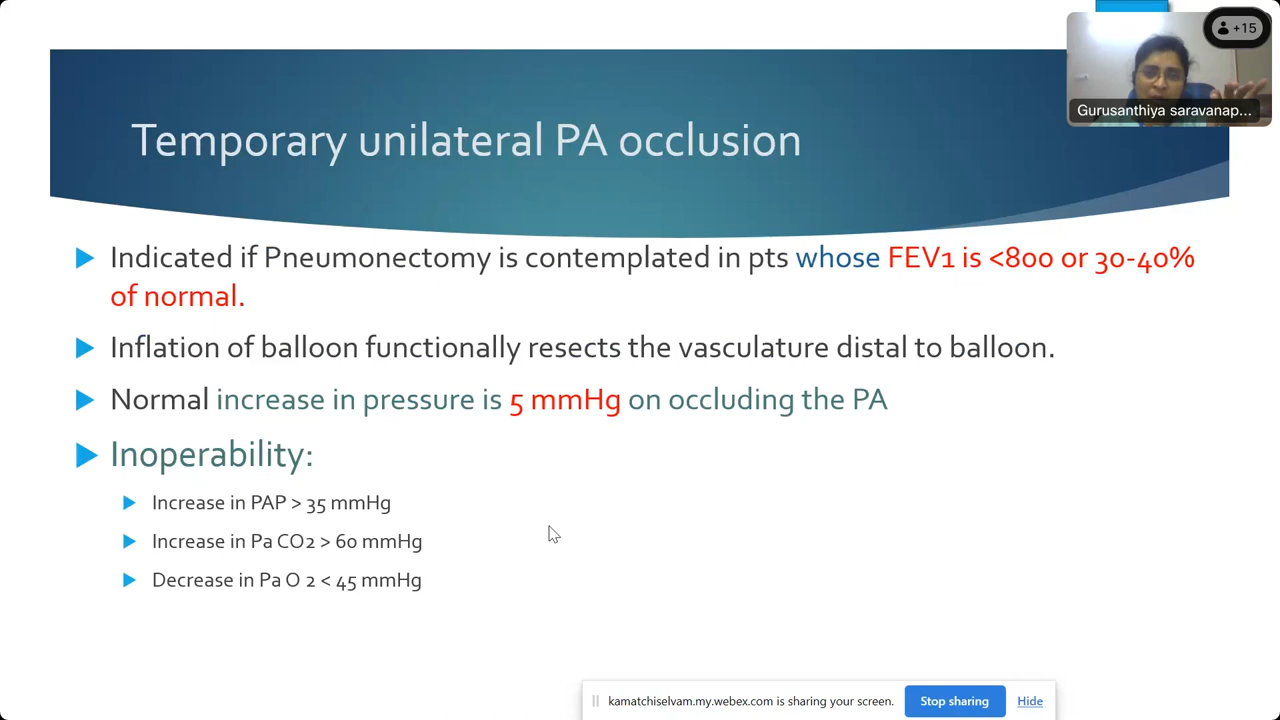 +15
Gurusanthiya saravanap...
Temporary unilateral PA occlusion
Indicated if Pneumonectomy is contemplated in pts whose FEV1 is <800 or 30-40%
of normal.
Inflation of balloon functionally resects the vasculature distal to balloon.
Normal increase in pressure is 5 mmHg on occluding the PA
Inoperability:
Increase in PAP > 35 mmHg
Increase in Pa CO2 > 60 mmHg
Decrease in Pa O 2 < 45 mmHg
kamatchiselvam.my.webex.com is sharing your screen.
Stop sharing
Hide